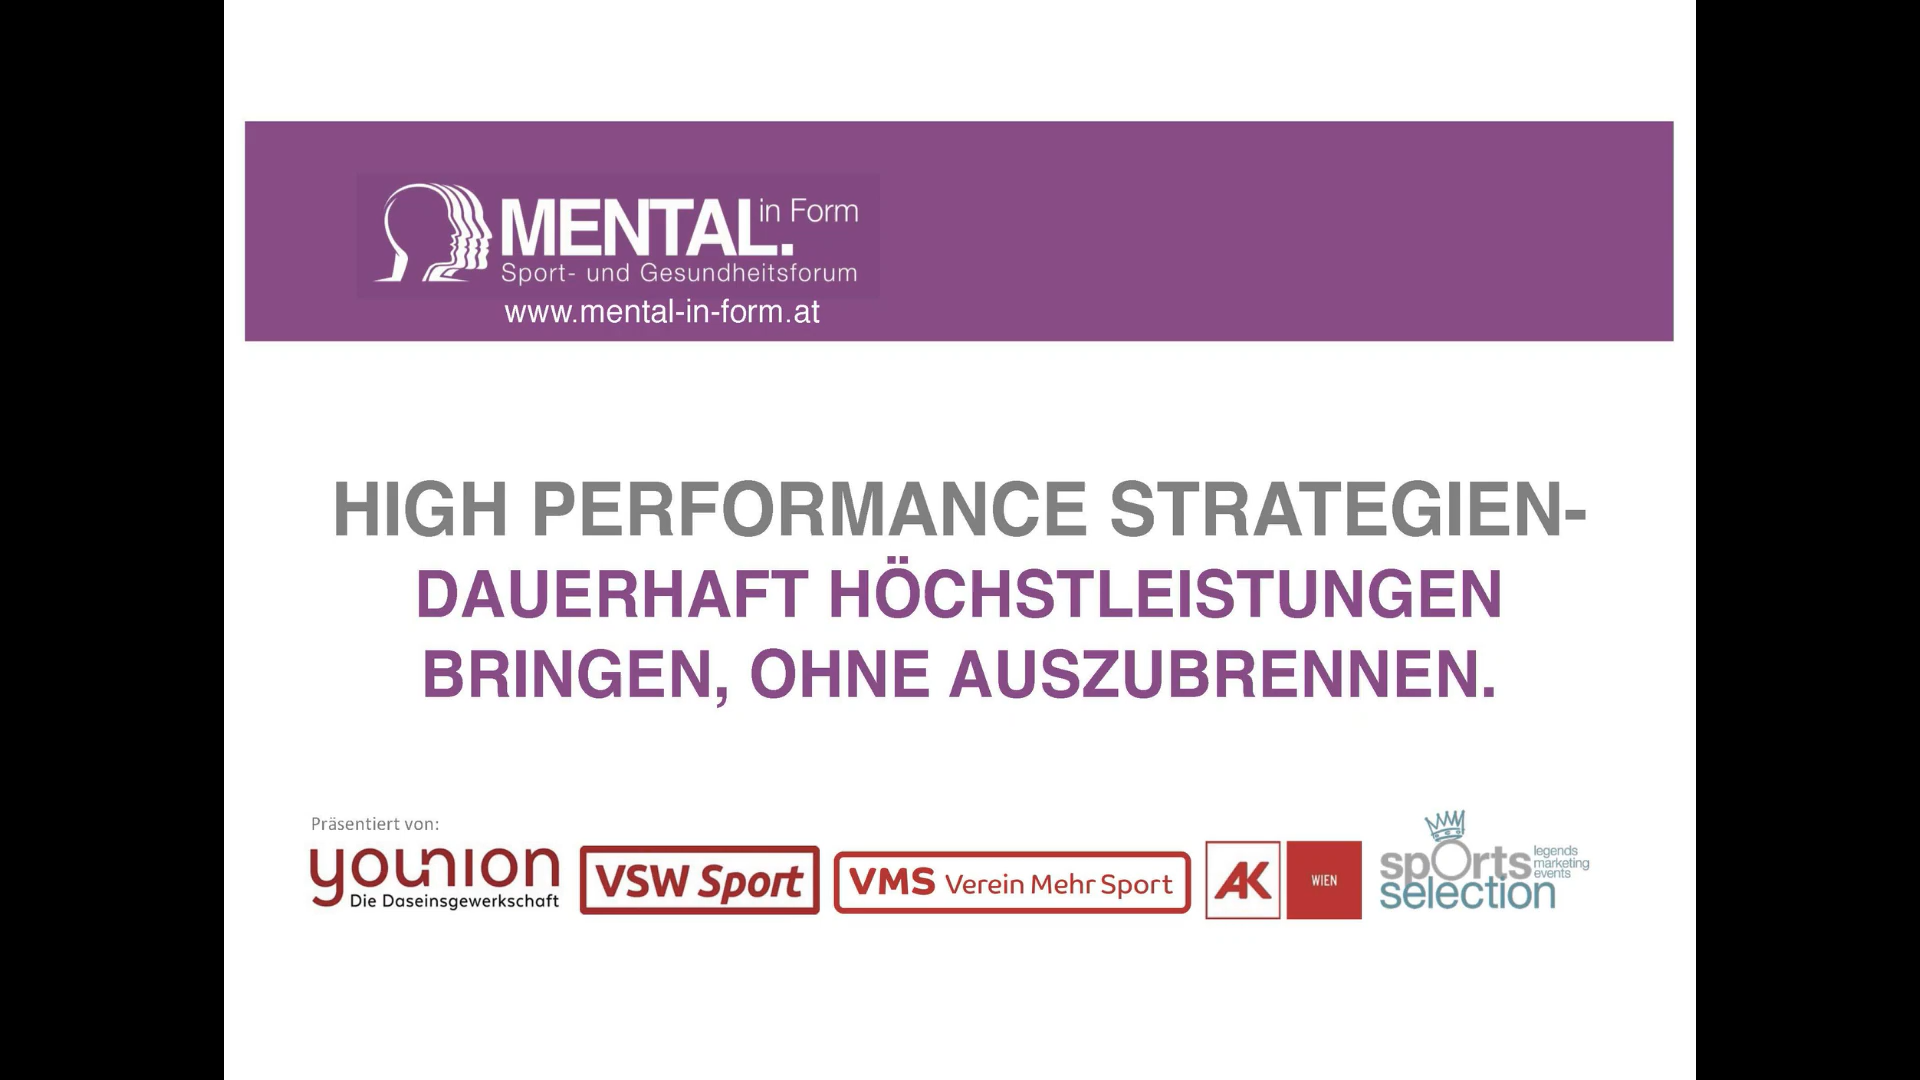 MENTAL. in Form
Sport- und Gesundheitsforum
www.mental-in-form.at
HIGH PERFORMANCE STRATEGIEN-
DAUERHAFT HÖCHSTLEISTUNGEN
BRINGEN, OHNE AUSZUBRENNEN.
Präsentiert von:
younion
Die Daseinsgewerkschaft
VSW Sport
VMS Verein Mehr Sport
AK WIEN
sports selection
legends
marketing
events